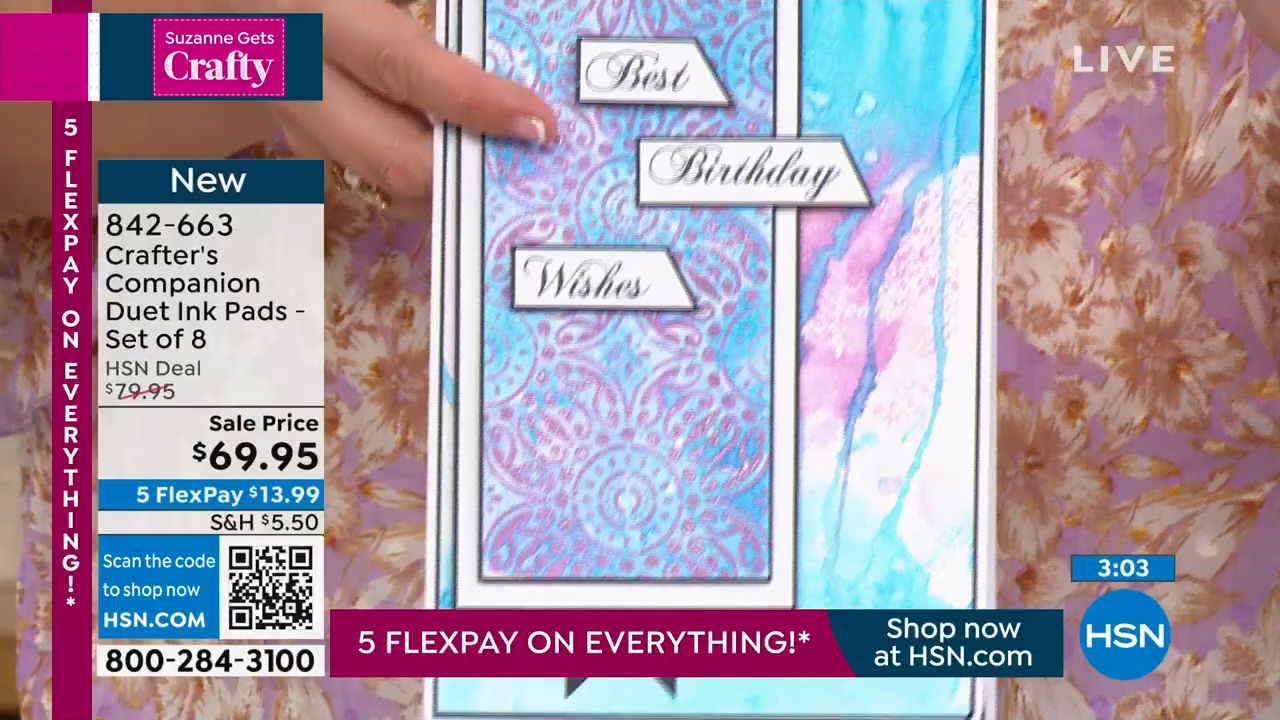 Suzanne Gets
Crafty
LIVE
5 FLEXPAY ON EVERYTHING!*
New
842-663
Crafter's
Companion
Duet Ink Pads -
Set of 8
HSN Deal
$79.95
Sale Price
$69.95
5 FlexPay $13.99
S&H $5.50
Scan the code
to shop now
HSN.COM
800-284-3100
Best
Birthday
Wishes
3:03
5 FLEXPAY ON EVERYTHING!*
Shop now
at HSN.com
HSN